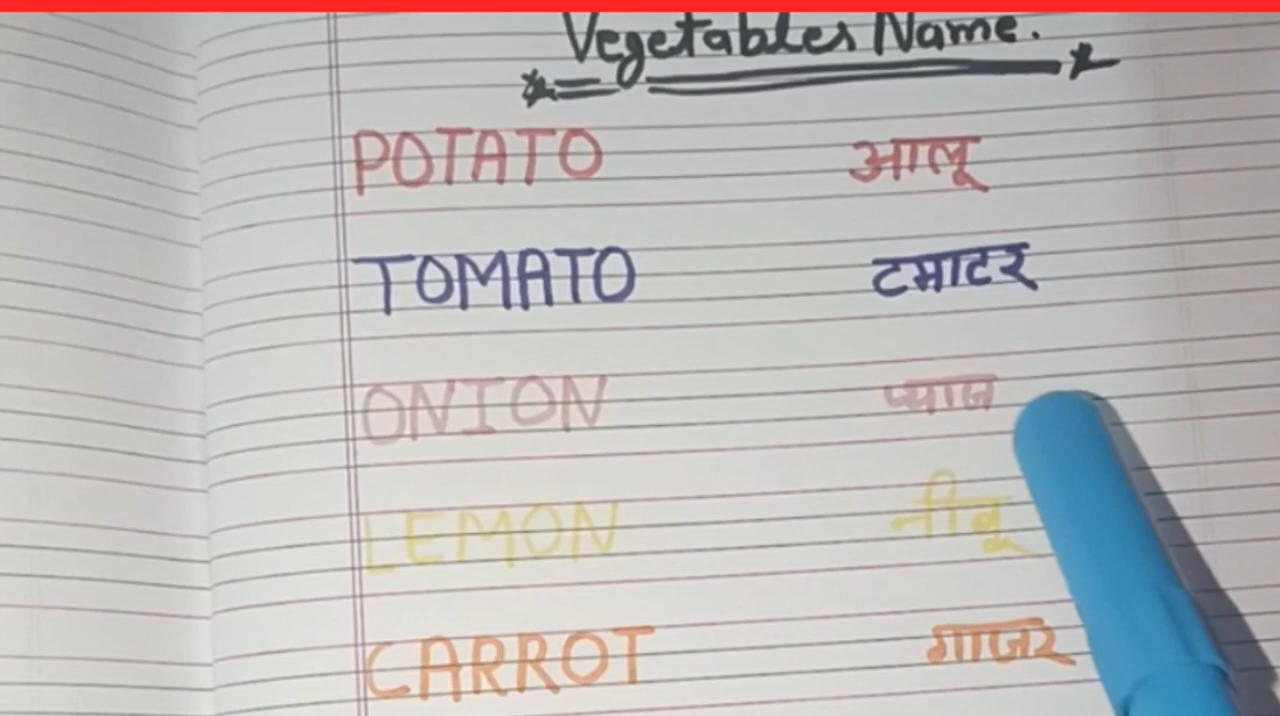 Vegetables Name.
POTATO आलू
TOMATO टमाटर
ONION प्याज
LEMON नीबू
CARROT गाजर